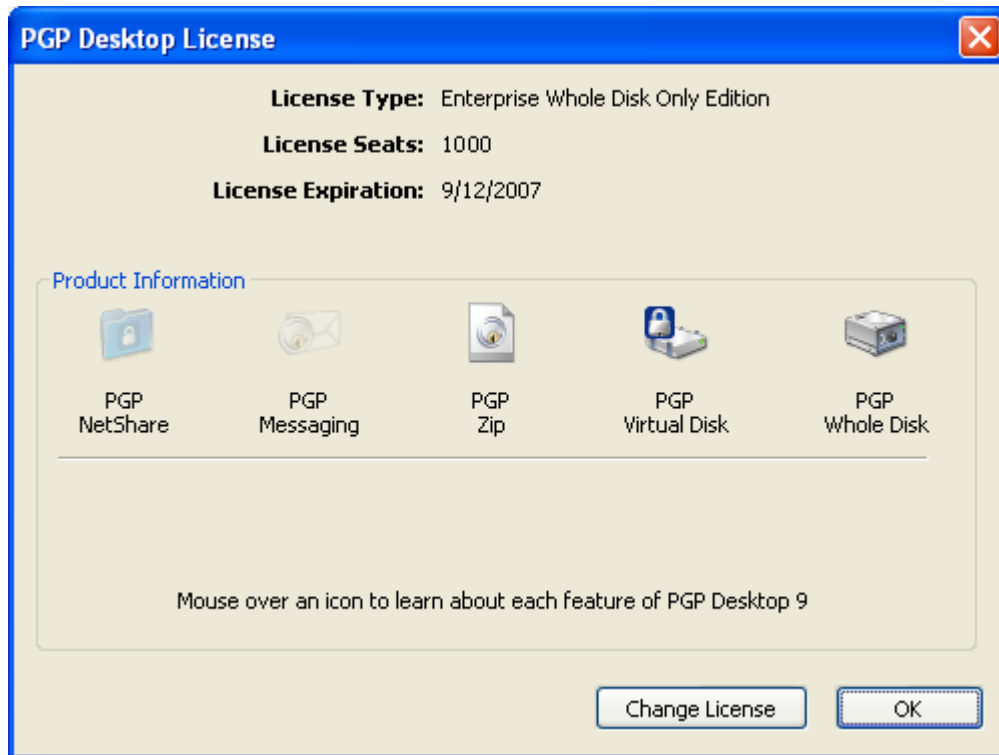 PGP Desktop License
License Type: Enterprise Whole Disk Only Edition
License Seats: 1000
License Expiration: 9/12/2007
Product Information
PGP NetShare
PGP Messaging
PGP Zip
PGP Virtual Disk
PGP Whole Disk
Mouse over an icon to learn about each feature of PGP Desktop 9
Change License
OK